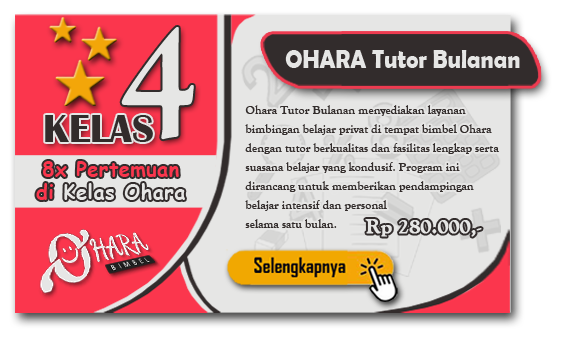 OHARA Tutor Bulanan
4
KELAS
8x Pertemuan
di Kelas Ohara
OHARA
BIMBEL
Ohara Tutor Bulanan menyediakan layanan
bimbingan belajar privat di tempat bimbel Ohara
dengan tutor berkualitas dan fasilitas lengkap serta
suasana belajar yang kondusif. Program ini
dirancang untuk memberikan pendampingan
belajar intensif dan personal
selama satu bulan.
Rp 280.000,-
Selengkapnya